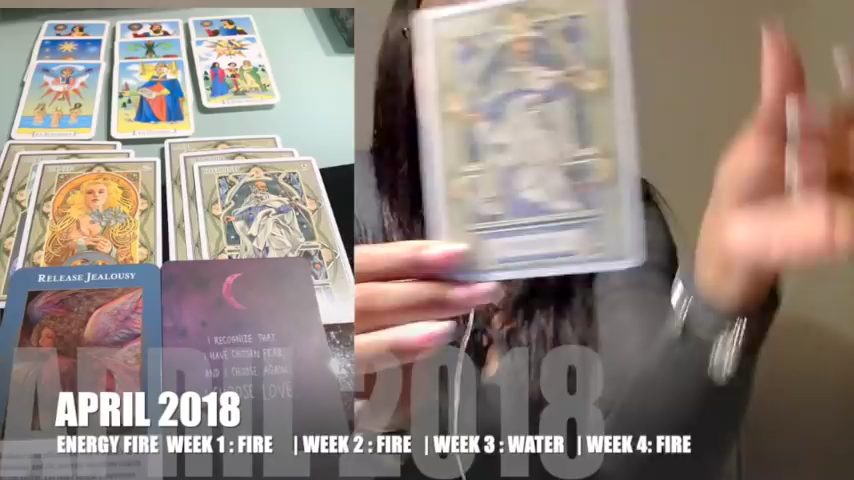 RELEASE JEALOUSY
I RECOGNIZE THAT
I HAVE CHOSEN FEAR
AND I CHOOSE AGAIN.
I CHOOSE LOVE
APRIL 2018
APRIL 2018
ENERGY FIRE WEEK 1 : FIRE | WEEK 2 : FIRE | WEEK 3 : WATER | WEEK 4: FIRE